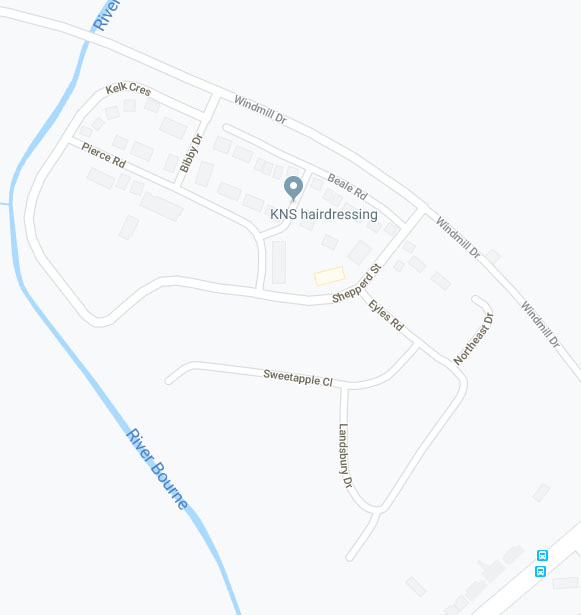 River
Kelk Cres
Windmill Dr
Bibby Dr
Pierce Rd
Beale Rd
KNS hairdressing
Windmill Dr
Shepperd St
Eyles Rd
Windmill Dr
Northeast Dr
Sweetapple Cl
Landsbury Dr
River Bourne